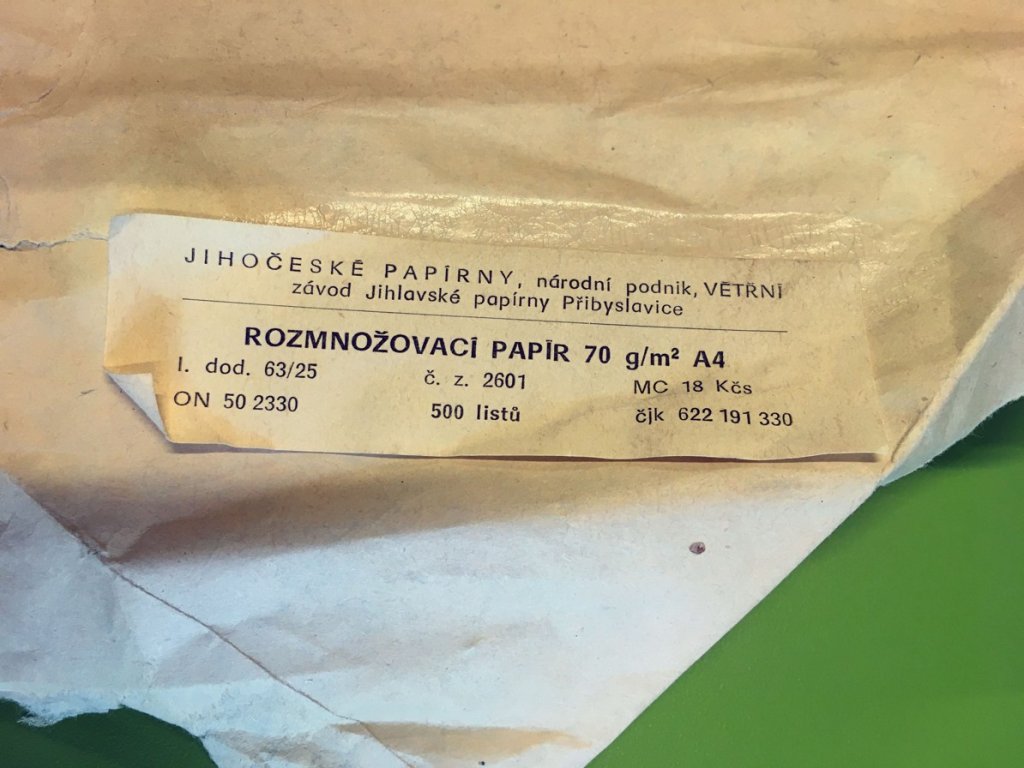 JIHOČESKÉ PAPÍRNY, národní podnik, VĚTŘNÍ
závod Jihlavské papírny Přibyslavice
ROZMNOŽOVACÍ PAPÍR 70 g/m² A4
I. dod. 63/25 č. z. 2601 MC 18 Kčs
ON 50 2330 500 listů čjk 622 191 330